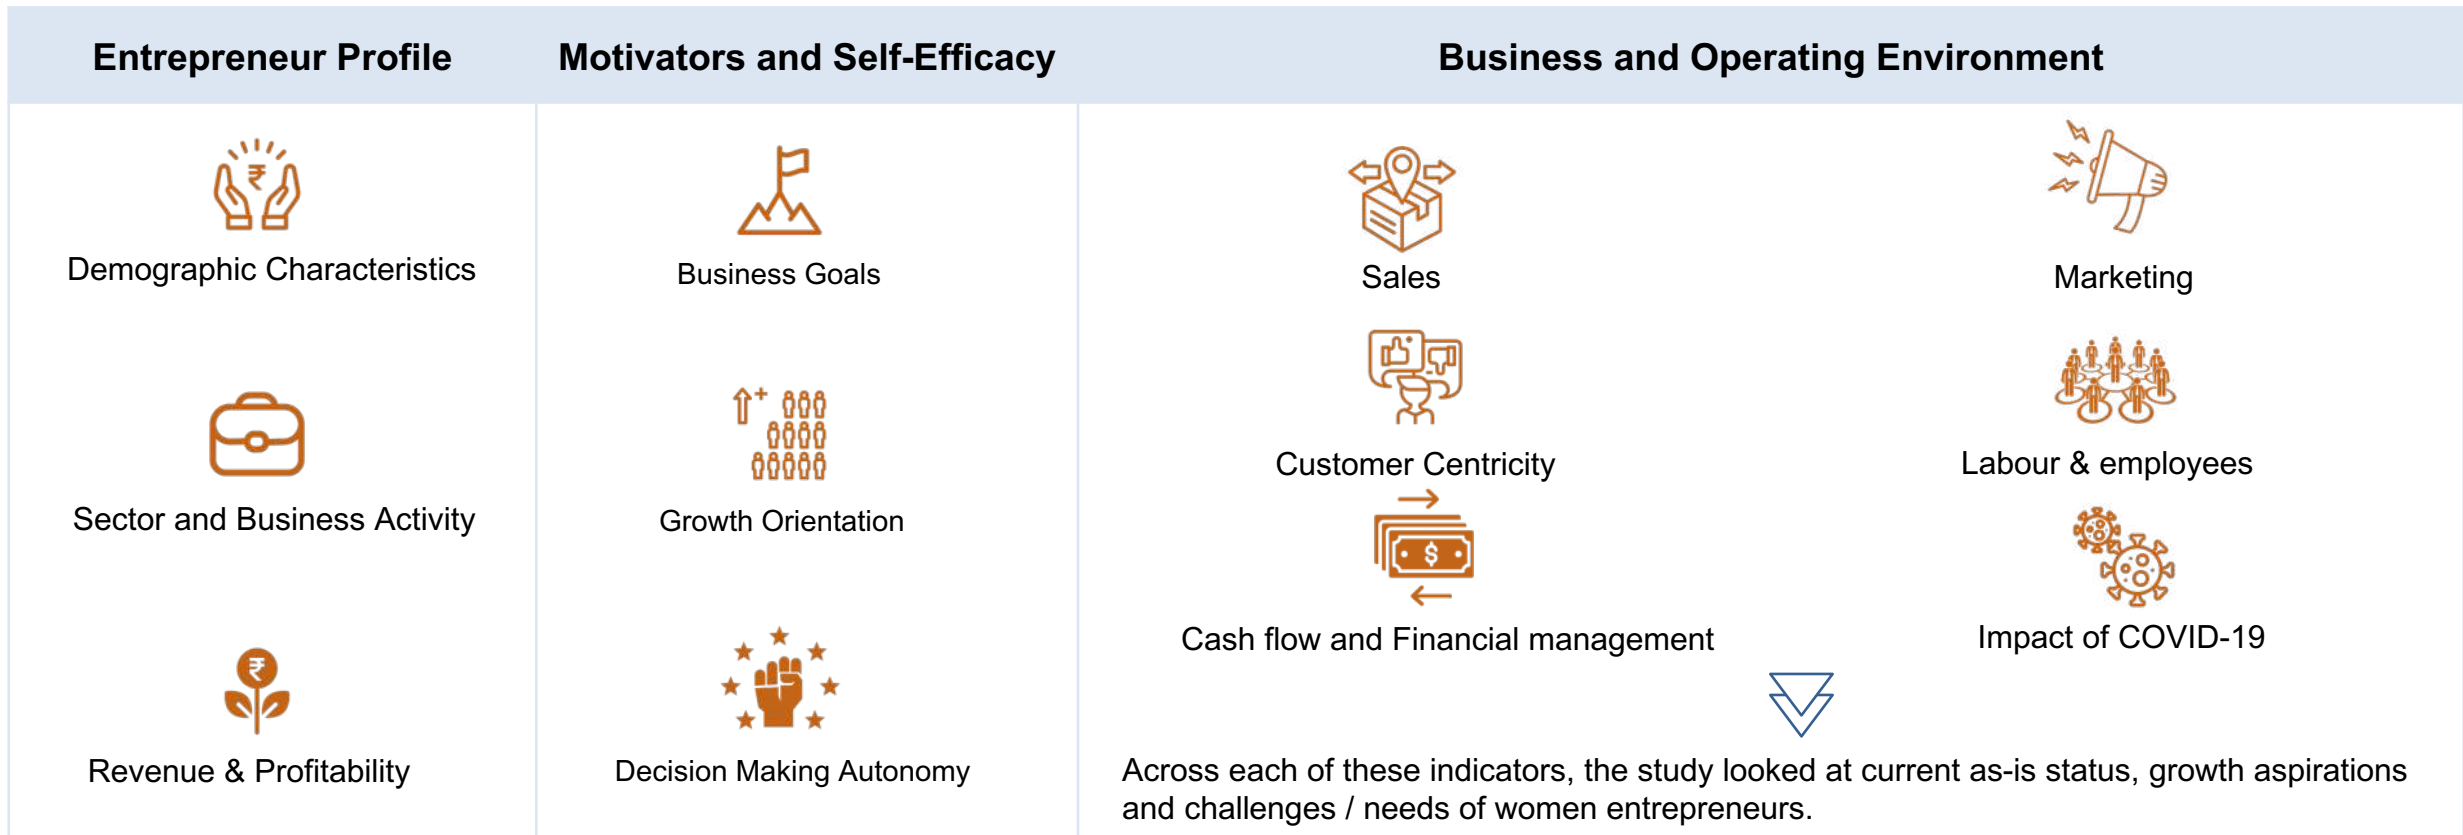 Entrepreneur Profile
Motivators and Self-Efficacy
Business and Operating Environment
₹
Demographic Characteristics
Sector and Business Activity
₹
Revenue & Profitability
Business Goals
Growth Orientation
Decision Making Autonomy
Sales
Marketing
Customer Centricity
Labour & employees
$
Cash flow and Financial management
Impact of COVID-19
Across each of these indicators, the study looked at current as-is status, growth aspirations
and challenges / needs of women entrepreneurs.